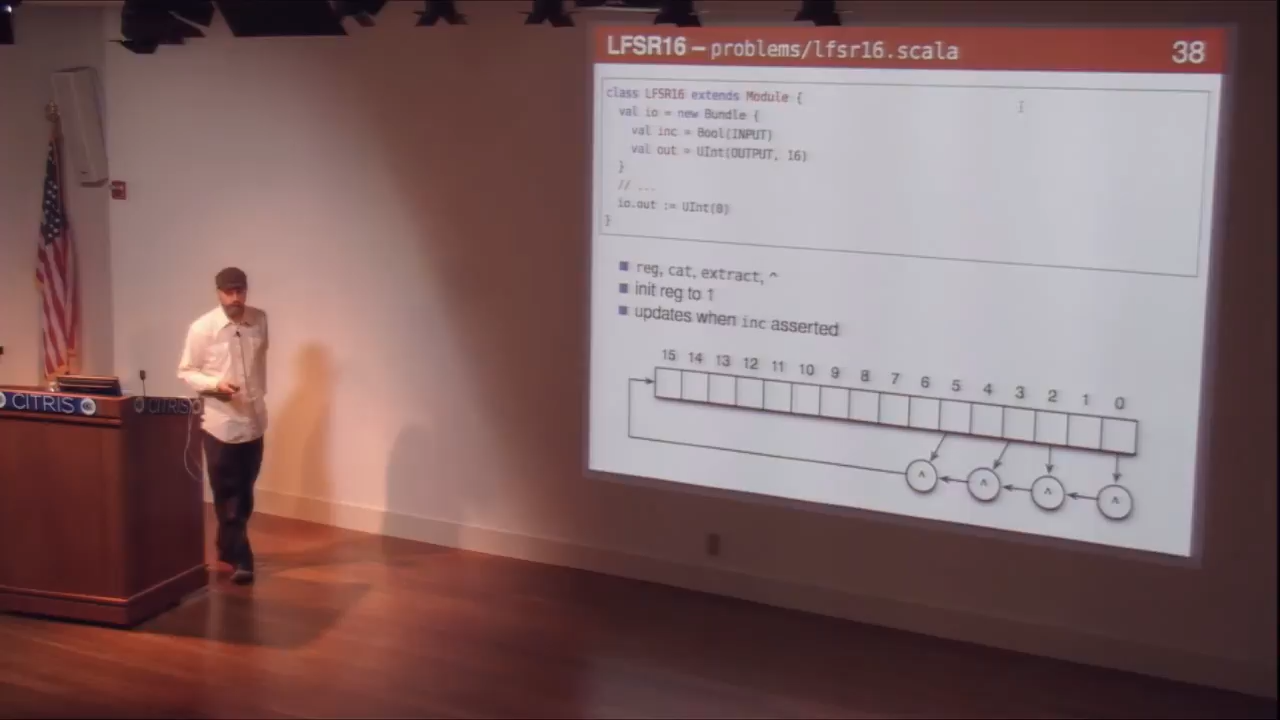 LFSR16 – problems/lfsr16.scala 38
class LFSR16 extends Module {
val io = new Bundle {
val inc = Bool(INPUT)
val out = UInt(OUTPUT, 16)
}
// ...
io.out := UInt(0)
}
reg, cat, extract, ^
init reg to 1
updates when inc asserted
15 14 13 12 11 10 9 8 7 6 5 4 3 2 1 0
^ ^ ^ ^
CITRIS CITRIS